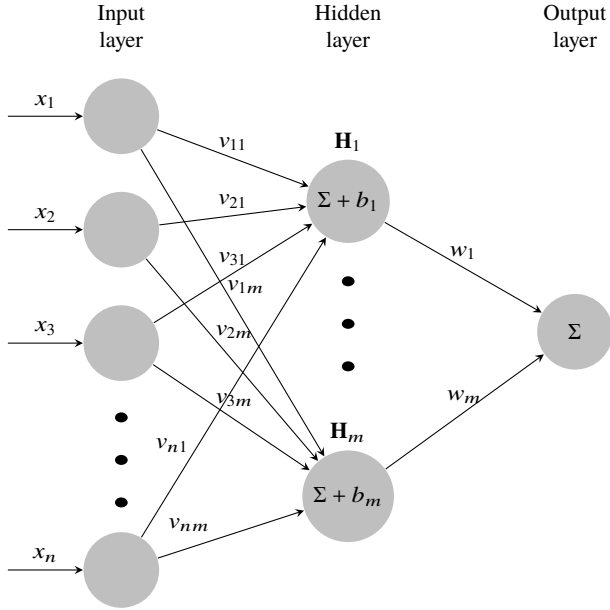 Input
layer
Hidden
layer
Output
layer
x₁
x₂
x₃
xₙ
v₁₁
v₂₁
v₃₁
v₁ₘ
v₂ₘ
v₃ₘ
vₙ₁
vₙₘ
H₁
Σ + b₁
Hₘ
Σ + bₘ
w₁
wₘ
Σ